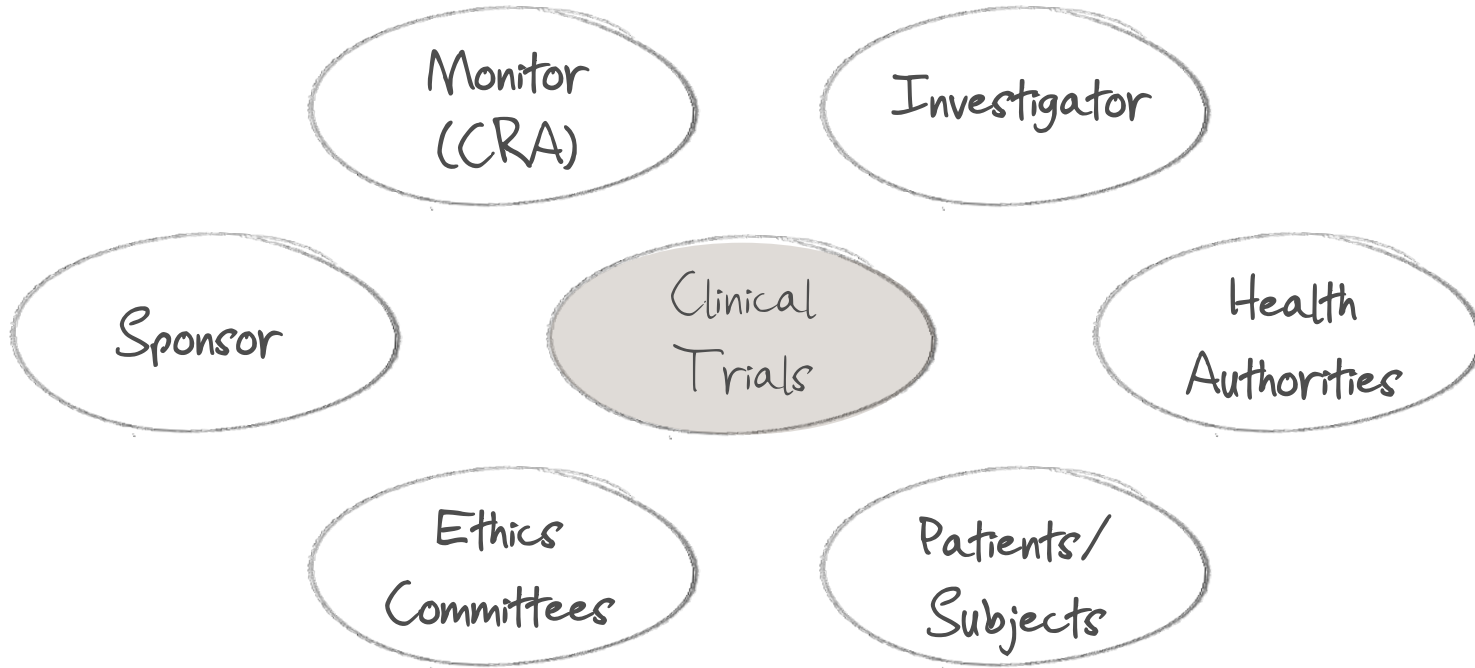 Monitor
(CRA)
Investigator
Sponsor
Clinical
Trials
Health
Authorities
Ethics
Committees
Patients/
Subjects